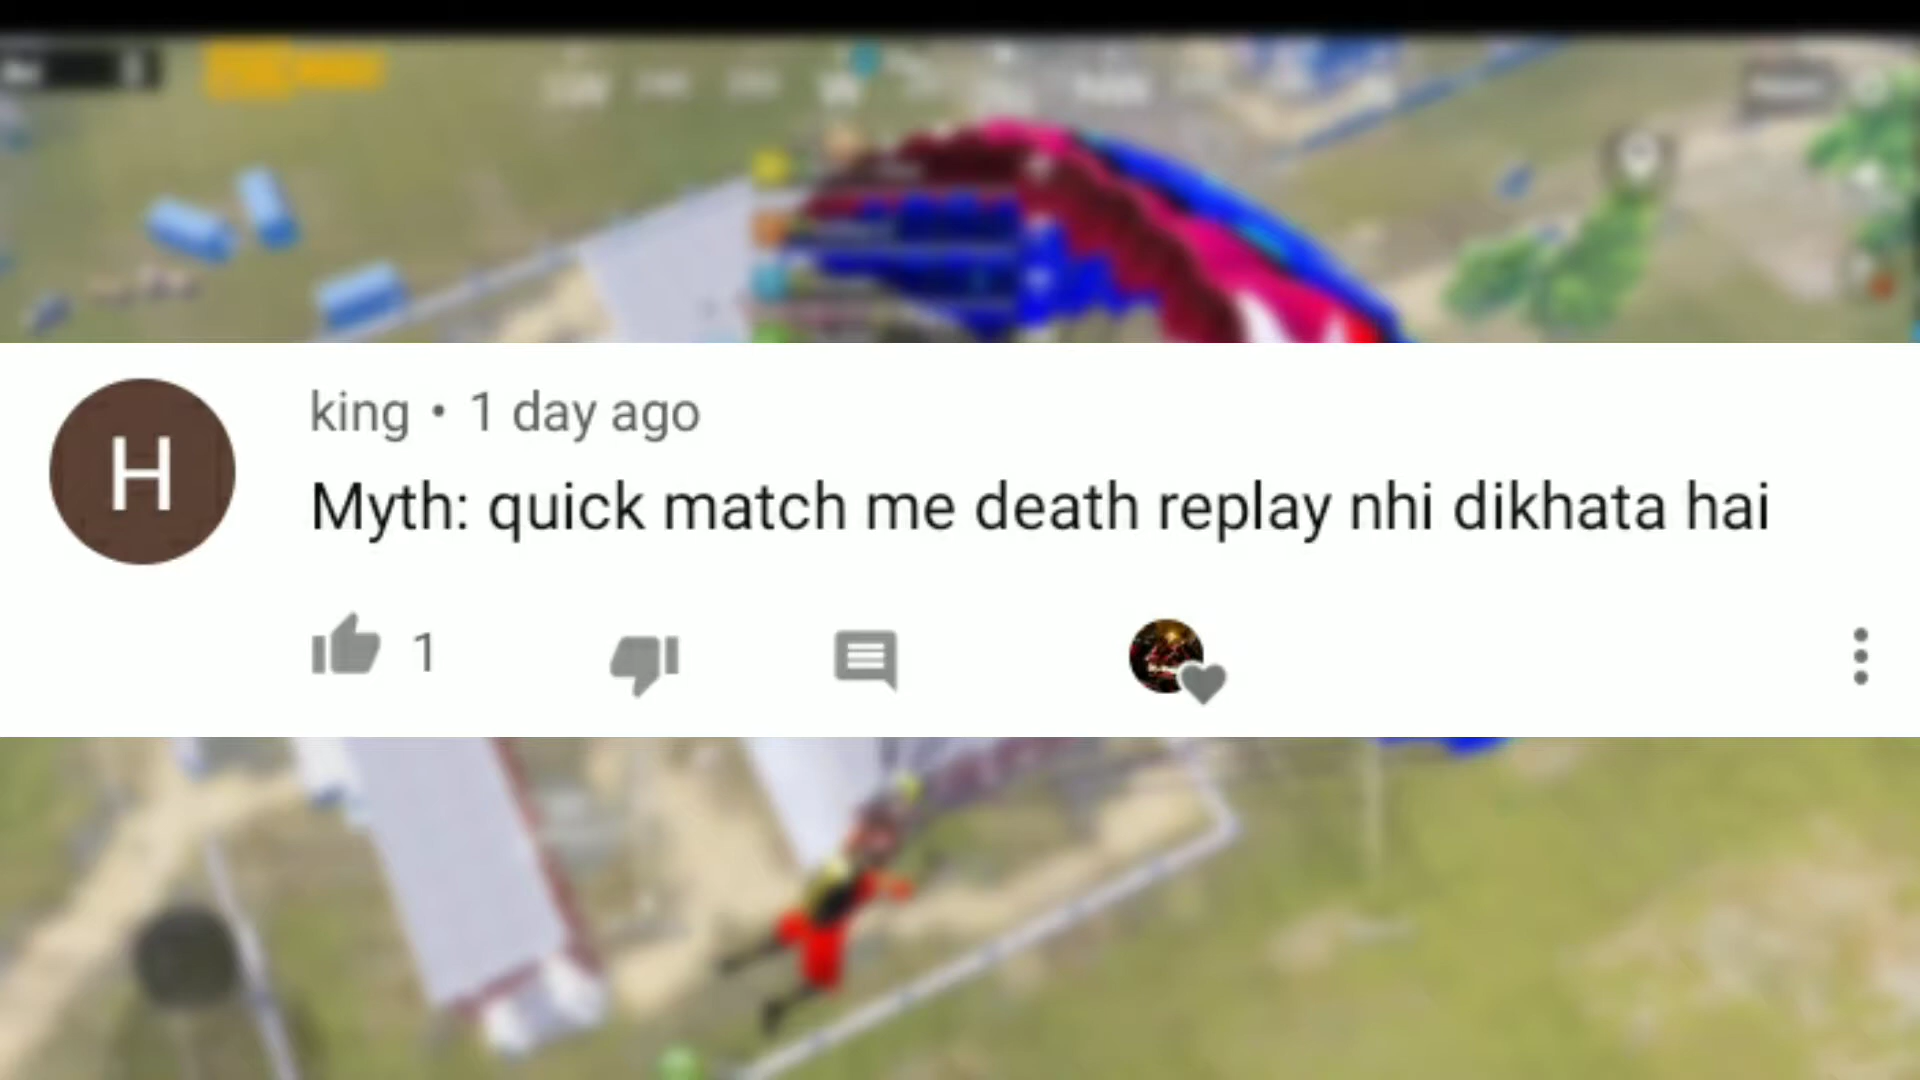 H
king • 1 day ago
Myth: quick match me death replay nhi dikhata hai
1